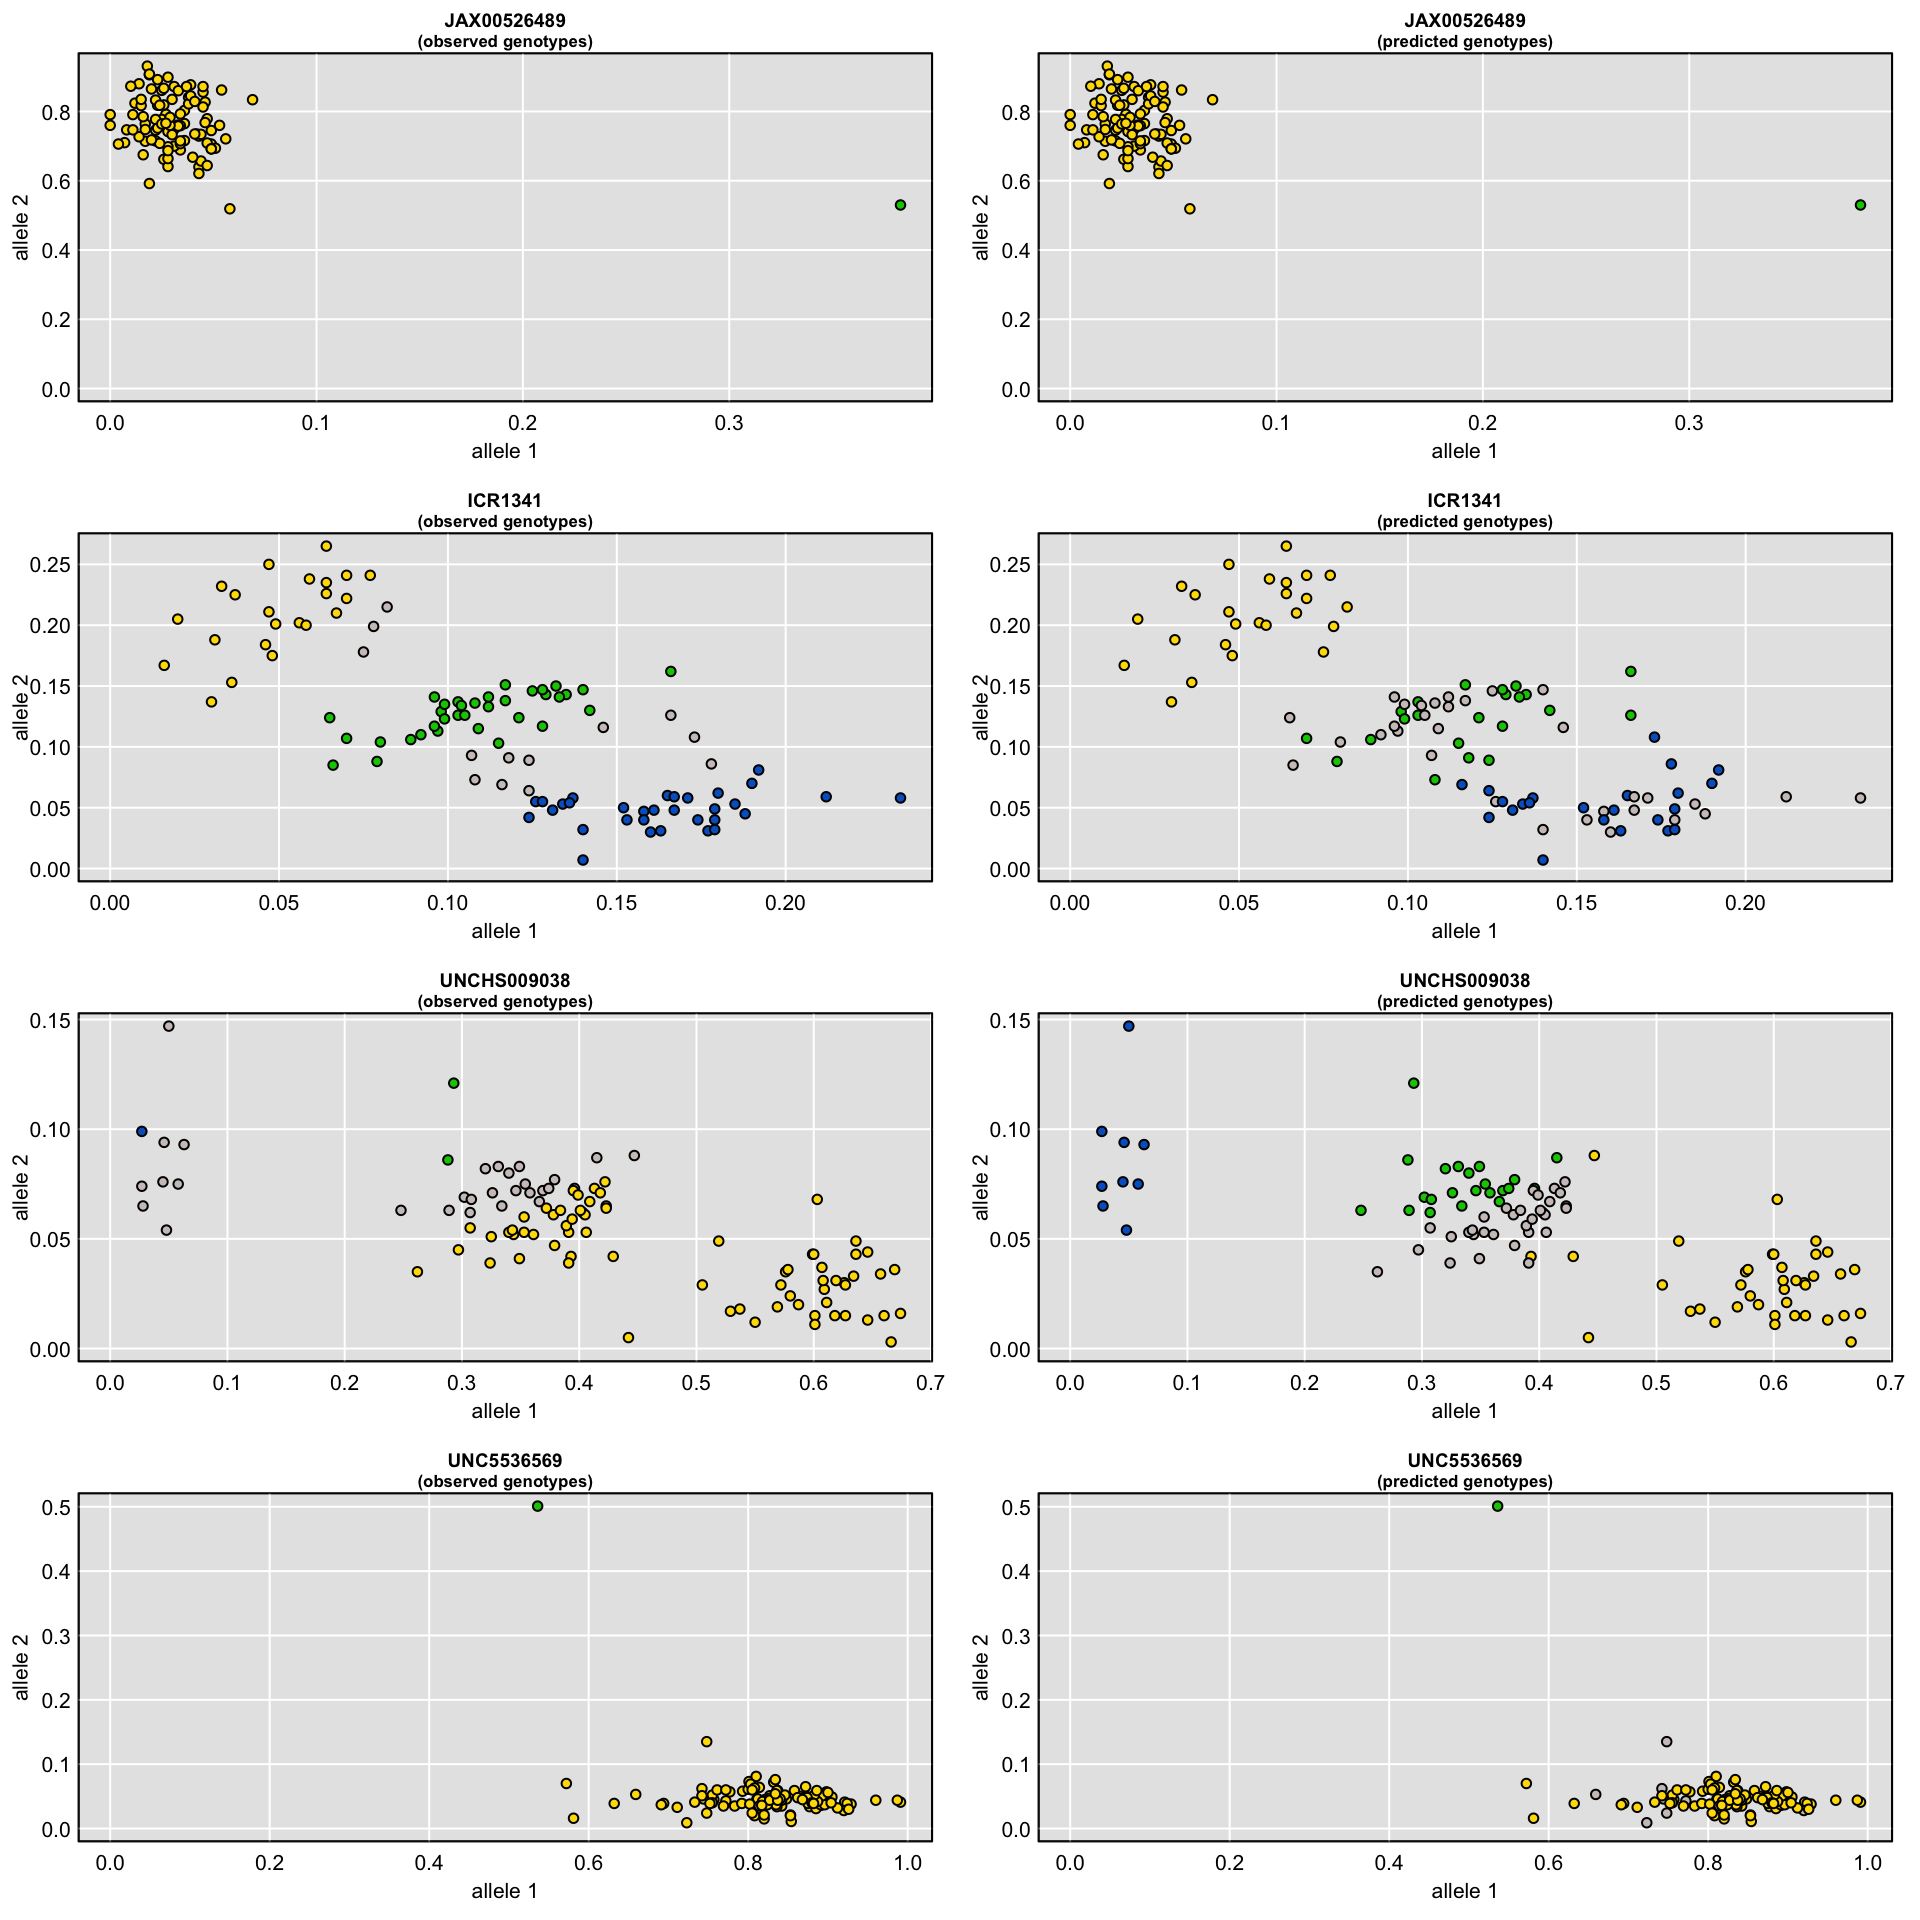 JAX00526489
(observed genotypes)
allele 2
0.8
0.6
0.4
0.2
0.0
0.0 0.1 0.2 0.3
allele 1
JAX00526489
(predicted genotypes)
allele 2
0.8
0.6
0.4
0.2
0.0
0.0 0.1 0.2 0.3
allele 1
ICR1341
(observed genotypes)
allele 2
0.25
0.20
0.15
0.10
0.05
0.00
0.00 0.05 0.10 0.15 0.20
allele 1
ICR1341
(predicted genotypes)
allele 2
0.25
0.20
0.15
0.10
0.05
0.00
0.00 0.05 0.10 0.15 0.20
allele 1
UNCHS009038
(observed genotypes)
allele 2
0.15
0.10
0.05
0.00
0.0 0.1 0.2 0.3 0.4 0.5 0.6 0.7
allele 1
UNCHS009038
(predicted genotypes)
allele 2
0.15
0.10
0.05
0.00
0.0 0.1 0.2 0.3 0.4 0.5 0.6 0.7
allele 1
UNC5536569
(observed genotypes)
allele 2
0.5
0.4
0.3
0.2
0.1
0.0
0.0 0.2 0.4 0.6 0.8 1.0
allele 1
UNC5536569
(predicted genotypes)
allele 2
0.5
0.4
0.3
0.2
0.1
0.0
0.0 0.2 0.4 0.6 0.8 1.0
allele 1